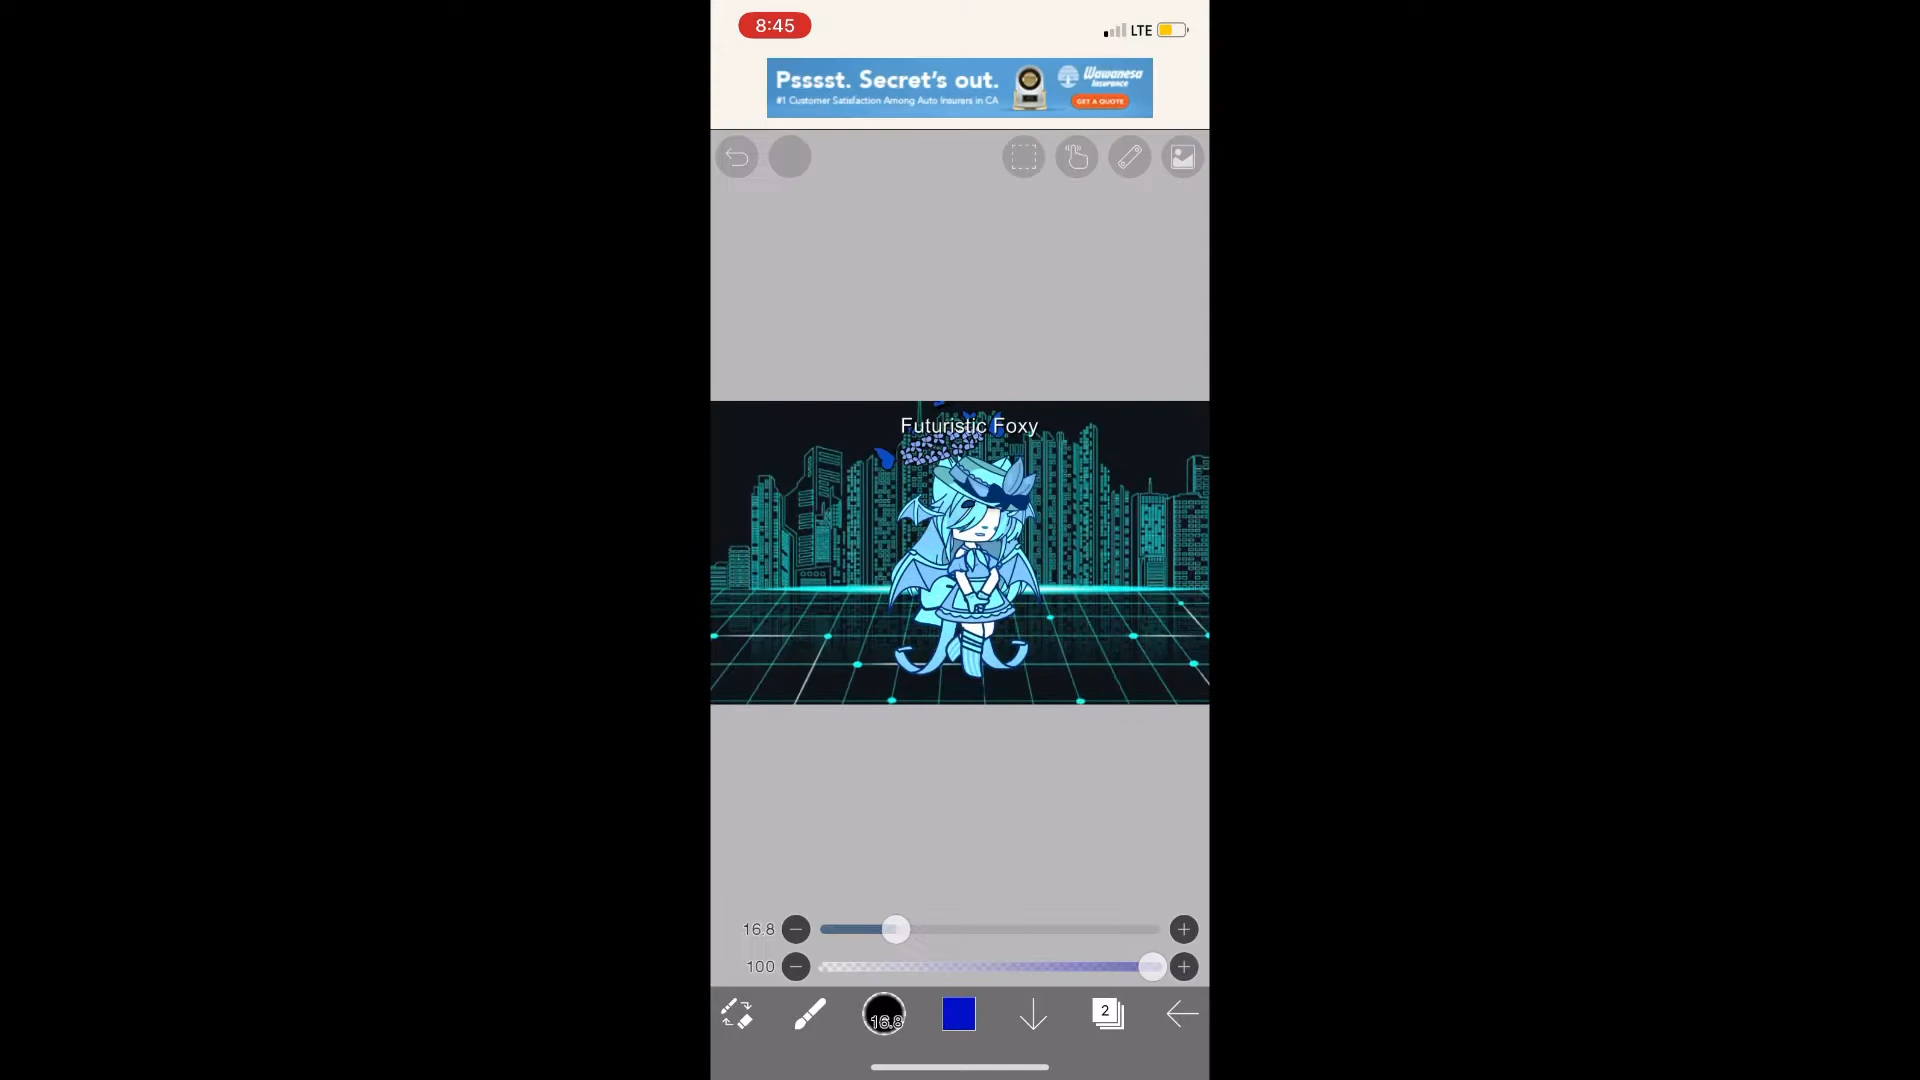 8:45
LTE
Psssst. Secret's out.
#1 Customer Satisfaction Among Auto Insurers in CA
Wawanesa
Insurance
GET A QUOTE
Futuristic Foxy
16.8
100
16.8
2